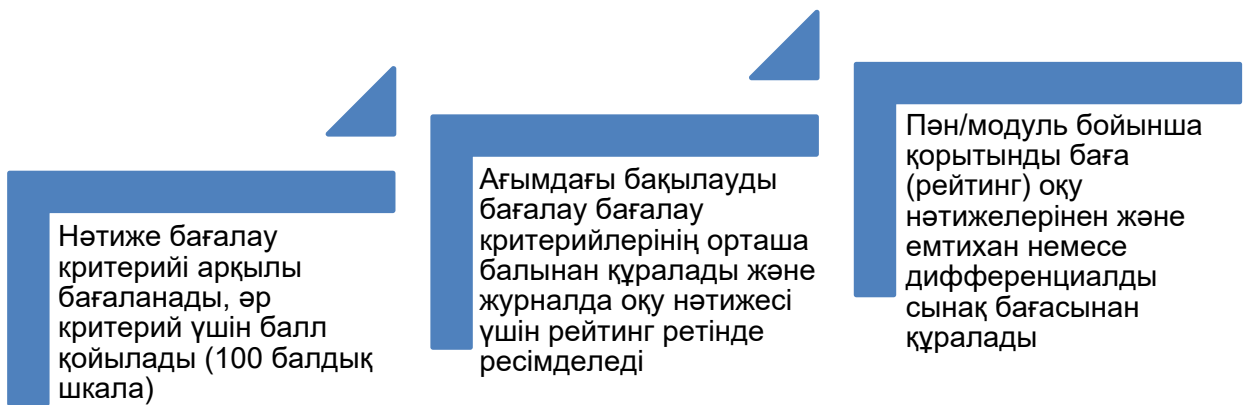 Нәтиже бағалау
критерийі арқылы
бағаланады, әр
критерий үшін балл
қойылады (100 балдық
шкала)
Ағымдағы бақылауды
бағалау бағалау
критерийлерінің орташа
балынан құралады және
журналда оқу нәтижесі
үшін рейтинг ретінде
ресімделеді
Пән/модуль бойынша
қорытынды баға
(рейтинг) оқу
нәтижелерінен және
емтихан немесе
дифференциалды
сынақ бағасынан
құралады